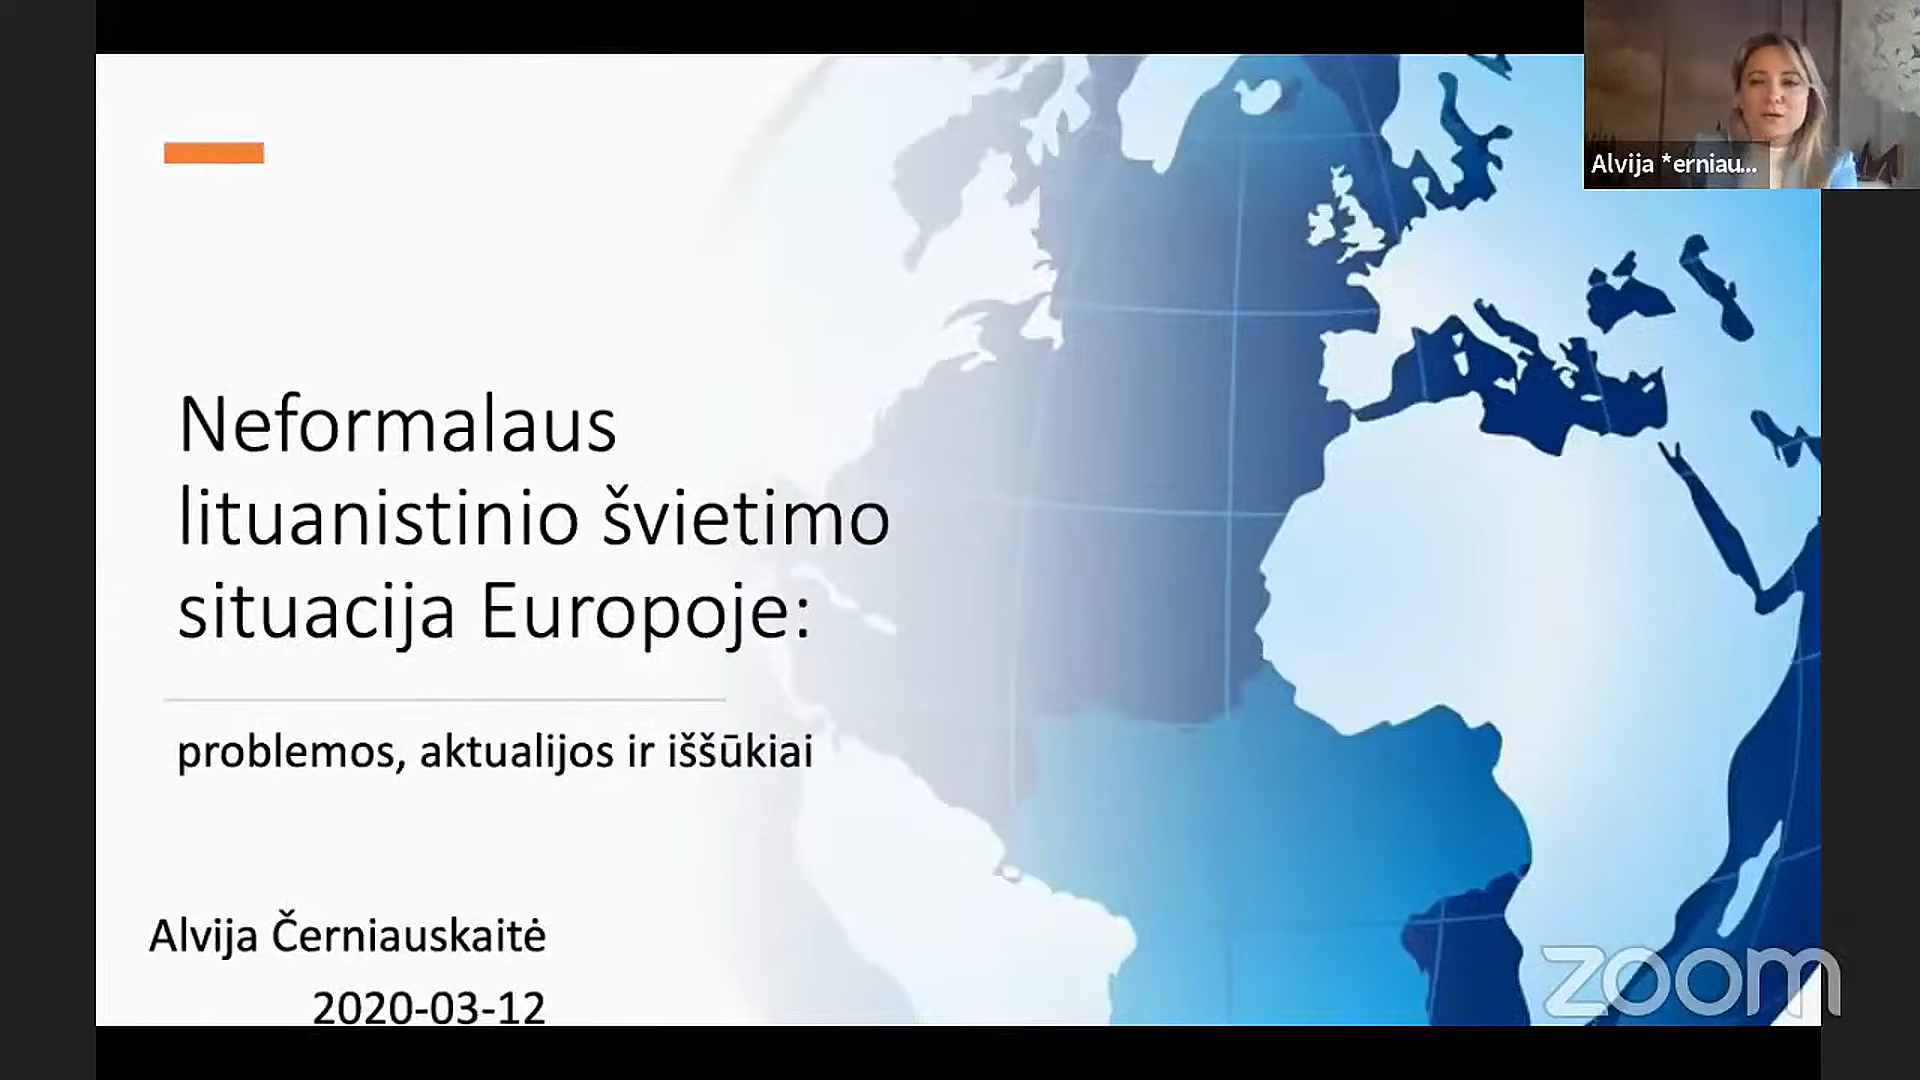 Alvija *erniau...
Neformalaus
lituanistinio švietimo
situacija Europoje:
problemos, aktualijos ir iššūkiai
Alvija Černiauskaitė
2020-03-12
zoom